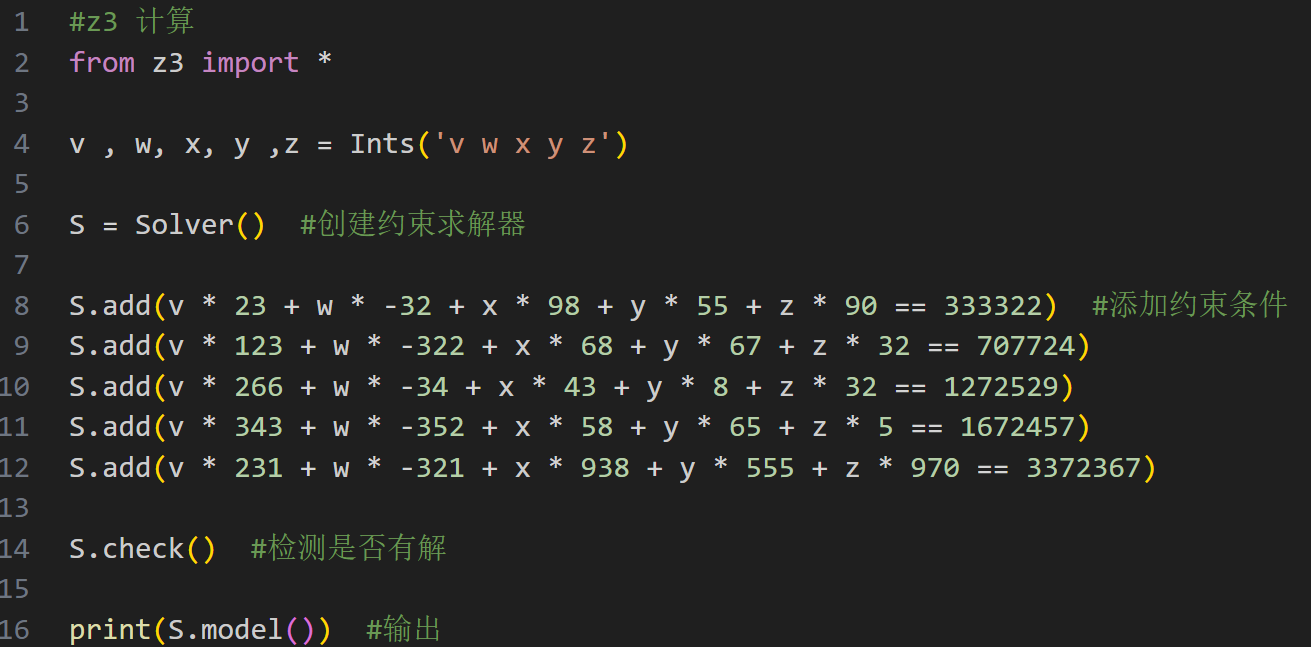 1 #z3 计算
2 from z3 import *
3
4 v , w, x, y ,z = Ints('v w x y z')
5
6 S = Solver() #创建约束求解器
7
8 S.add(v * 23 + w * -32 + x * 98 + y * 55 + z * 90 == 333322) #添加约束条件
9 S.add(v * 123 + w * -322 + x * 68 + y * 67 + z * 32 == 707724)
10 S.add(v * 266 + w * -34 + x * 43 + y * 8 + z * 32 == 1272529)
11 S.add(v * 343 + w * -352 + x * 58 + y * 65 + z * 5 == 1672457)
12 S.add(v * 231 + w * -321 + x * 938 + y * 555 + z * 970 == 3372367)
13
14 S.check() #检测是否有解
15
16 print(S.model()) #输出